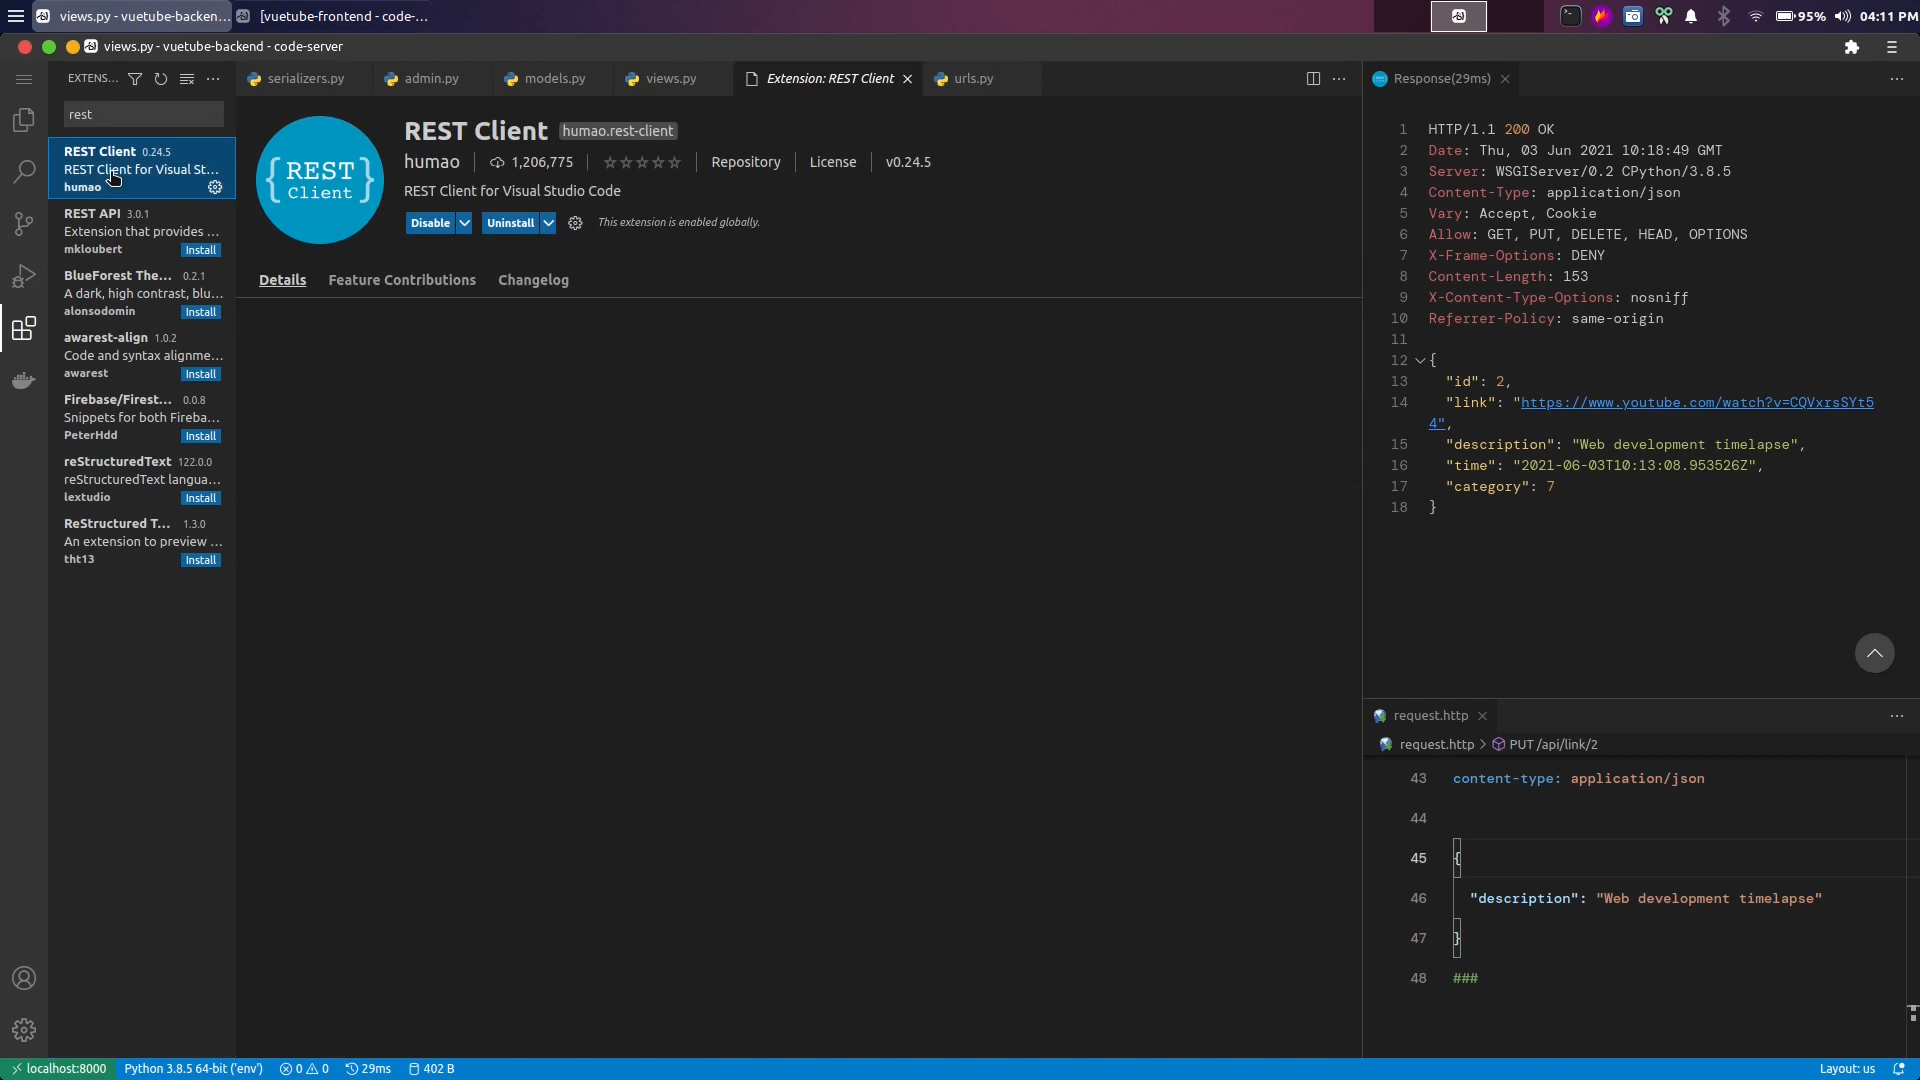 views.py - vuetube-backen...
[vuetube-frontend - code-...
95%
04:11 PM
views.py - vuetube-backend - code-server
EXTENS...
rest
REST Client 0.24.5
REST Client for Visual St...
humao
REST API 3.0.1
Extension that provides ...
mkloubert
Install
BlueForest The... 0.2.1
A dark, high contrast, blu...
alonsodomin
Install
awarest-align 1.0.2
Code and syntax alignme...
awarest
Install
Firebase/Firest... 0.0.8
Snippets for both Fireba...
PeterHdd
Install
reStructuredText 122.0.0
reStructuredText langua...
lextudio
Install
ReStructured T... 1.3.0
An extension to preview ...
tht13
Install
serializers.py
admin.py
models.py
views.py
Extension: REST Client
urls.py
REST Client humao.rest-client
{ REST Client }
humao
1,206,775
Repository
License
v0.24.5
REST Client for Visual Studio Code
Disable
Uninstall
This extension is enabled globally.
Details
Feature Contributions
Changelog
Response(29ms)
1 HTTP/1.1 200 OK
2 Date: Thu, 03 Jun 2021 10:18:49 GMT
3 Server: WSGIServer/0.2 CPython/3.8.5
4 Content-Type: application/json
5 Vary: Accept, Cookie
6 Allow: GET, PUT, DELETE, HEAD, OPTIONS
7 X-Frame-Options: DENY
8 Content-Length: 153
9 X-Content-Type-Options: nosniff
10 Referrer-Policy: same-origin
11
12 {
13 "id": 2,
14 "link": "https://www.youtube.com/watch?v=CQVxrsSYt5
4",
15 "description": "Web development timelapse",
16 "time": "2021-06-03T10:13:08.953526Z",
17 "category": 7
18 }
request.http
request.http > PUT /api/link/2
43 content-type: application/json
44
45 {
46 "description": "Web development timelapse"
47 }
48 ###
localhost:8000
Python 3.8.5 64-bit ('env')
0
0
29ms
402 B
Layout: us